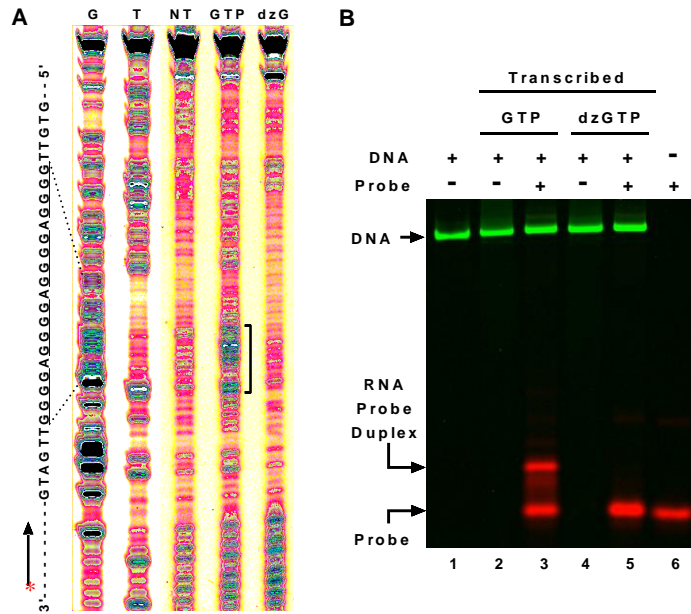 A
G T NT GTP dzG
3'--------GTAGTTGGGGAGGGGAGGGGAGGGGTTGTG--5'
*
B
Transcribed
GTP dzGTP
DNA + + + + + -
Probe - - + - + +
DNA
RNA
Probe
Duplex
Probe
1 2 3 4 5 6